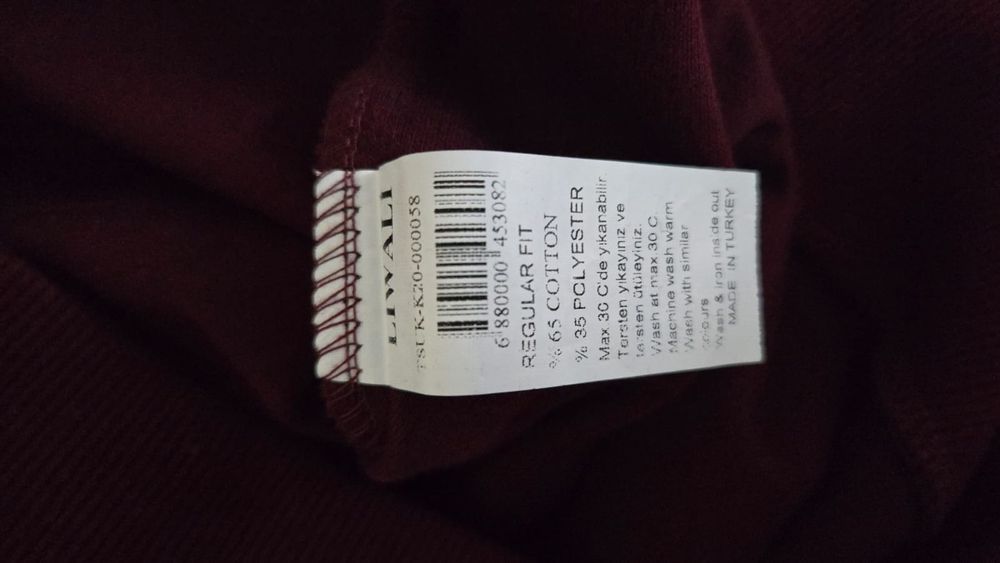 LIWALI
TSUK-K20-000058
6 880000 453082
REGULAR FIT
% 65 COTTON
% 35 POLYESTER
Max 30 C'de yıkanabilir.
Tersten yıkayınız ve
tersten ütüleyiniz.
Wash at max 30 C.
Machine wash warm
Wash with similar
colours
Wash & iron inside out
MADE IN TURKEY